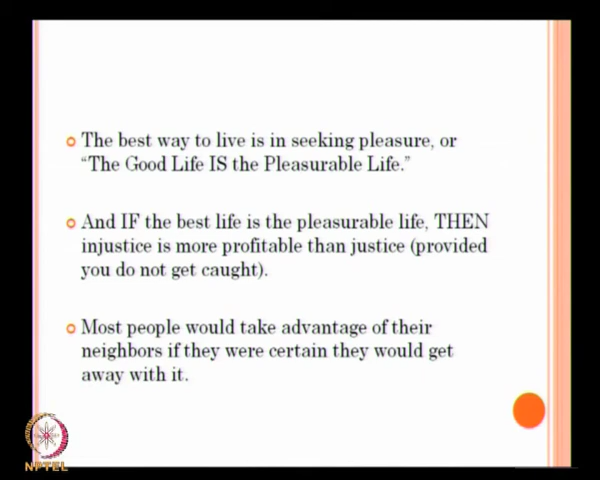 The best way to live is in seeking pleasure, or
“The Good Life IS the Pleasurable Life.”
And IF the best life is the pleasurable life, THEN
injustice is more profitable than justice (provided
you do not get caught).
Most people would take advantage of their
neighbors if they were certain they would get
away with it.
NPTEL